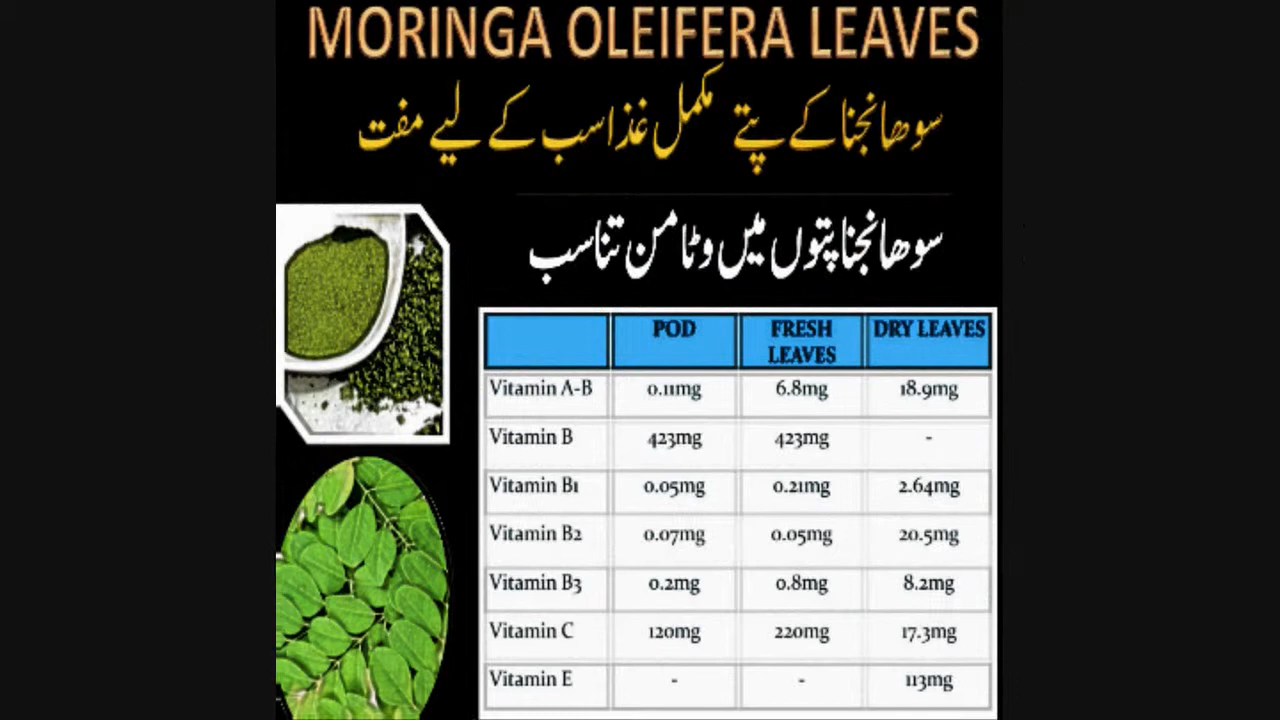 MORINGA OLEIFERA LEAVES
سوھانجنا کے پتے مکمل غذا سب کے لیے مفت
سوھانجنا پتوں میں وٹامن تناسب
POD FRESH LEAVES DRY LEAVES
Vitamin A-B 0.11mg 6.8mg 18.9mg
Vitamin B 423mg 423mg -
Vitamin B1 0.05mg 0.21mg 2.64mg
Vitamin B2 0.07mg 0.05mg 20.5mg
Vitamin B3 0.2mg 0.8mg 8.2mg
Vitamin C 120mg 220mg 17.3mg
Vitamin E - - 113mg